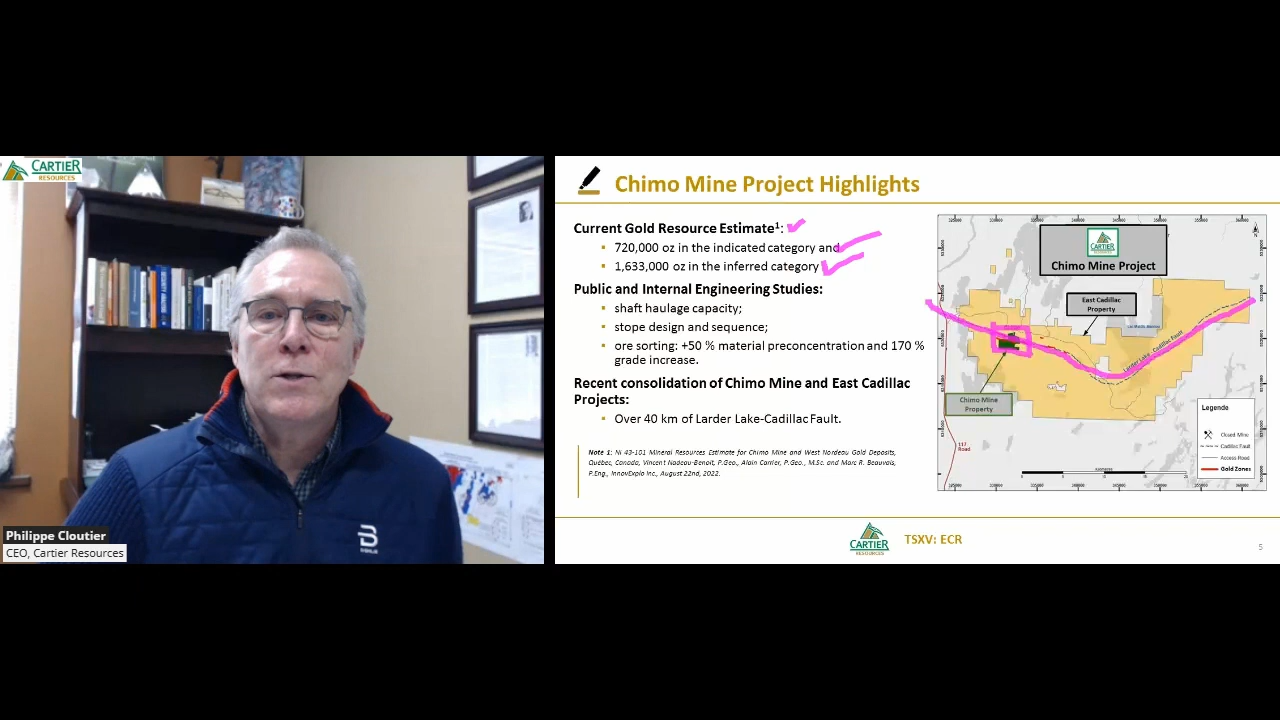 CARTIER
RESOURCES
Philippe Cloutier
CEO, Cartier Resources
Chimo Mine Project Highlights
Current Gold Resource Estimate¹:
▪ 720,000 oz in the indicated category and
▪ 1,633,000 oz in the inferred category
Public and Internal Engineering Studies:
▪ shaft haulage capacity;
▪ stope design and sequence;
▪ ore sorting: +50 % material preconcentration and 170 %
grade increase.
Recent consolidation of Chimo Mine and East Cadillac
Projects:
▪ Over 40 km of Larder Lake-Cadillac Fault.
Note 1: NI 43-101 Mineral Resources Estimate for Chimo Mine and West Nordeau Gold Deposits,
Québec, Canada, Vincent Nadeau-Benoit, P.Geo., Alain Carrier, P.Geo., M.Sc. and Marc R. Beauvais,
P.Eng., InnovExplo Inc., August 22nd, 2022.
CARTIER
Chimo Mine Project
East Cadillac
Property
Larder Lake - Cadillac Fault
Chimo Mine
Property
117
Road
Legende
Closed Mine
Cadillac Fault
Access Road
Gold Zones
CARTIER
RESOURCES
TSXV: ECR
5